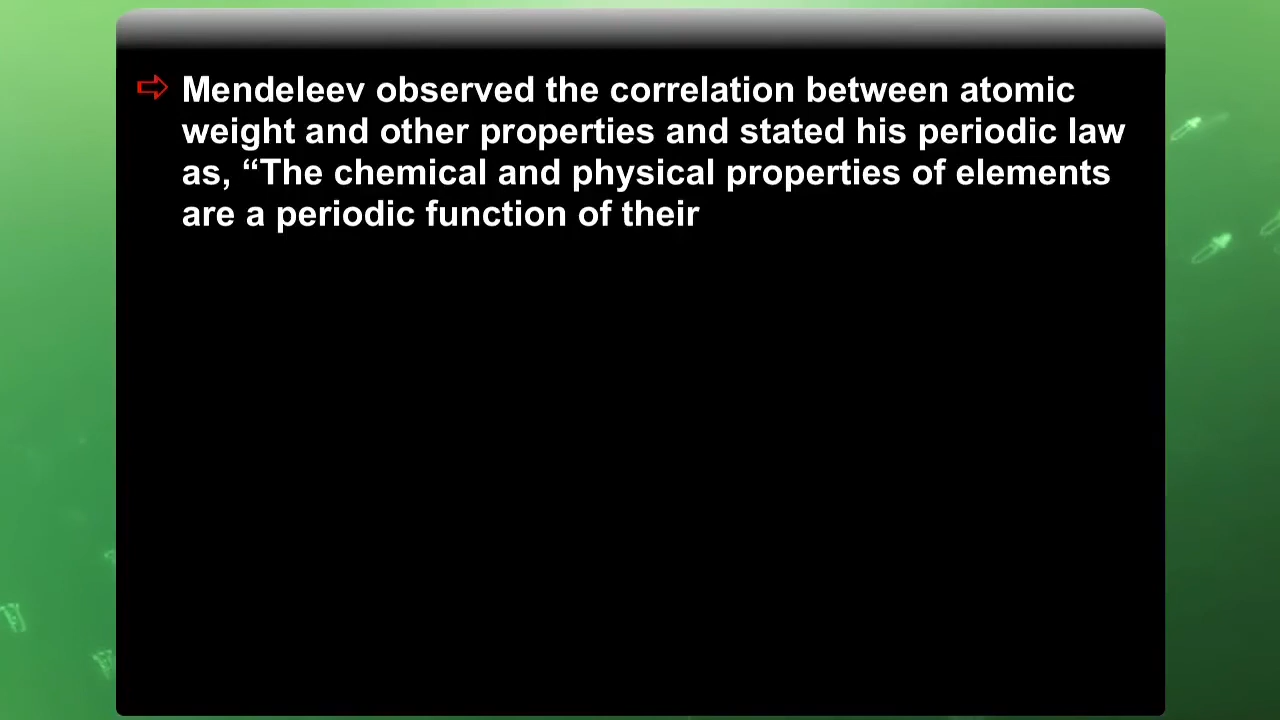 Mendeleev observed the correlation between atomic
weight and other properties and stated his periodic law
as, “The chemical and physical properties of elements
are a periodic function of their